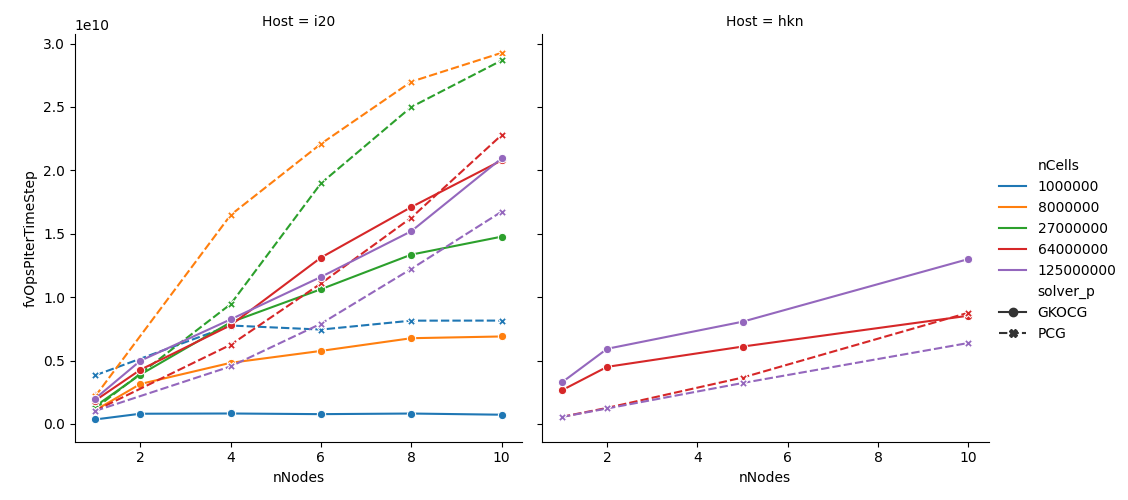 Host = i20
Host = hkn
1e10
3.0
2.5
2.0
1.5
1.0
0.5
0.0
fvOpsPIterTimeStep
2
4
6
8
10
nNodes
2
4
6
8
10
nNodes
nCells
1000000
8000000
27000000
64000000
125000000
solver_p
GKOCG
PCG